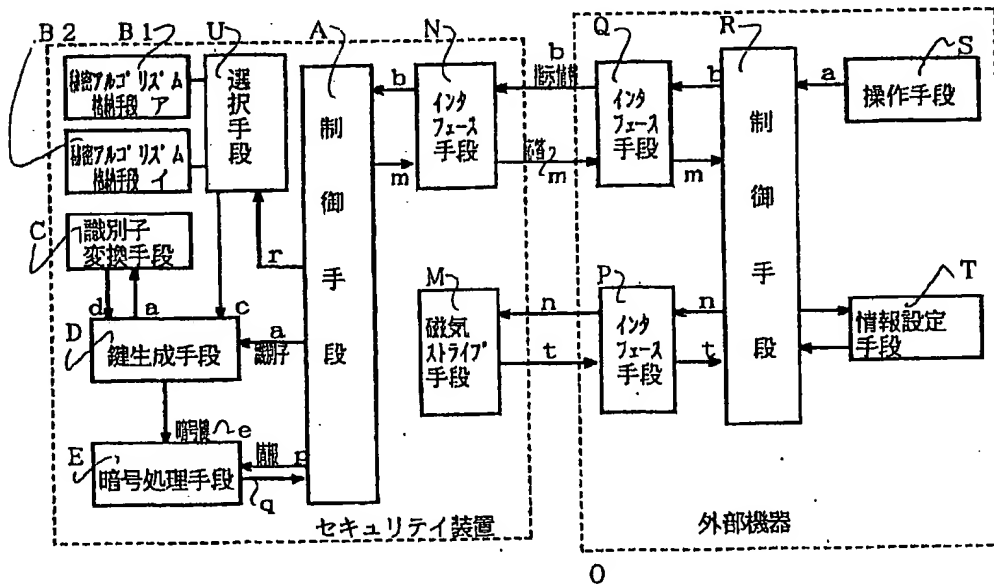 B2
B1
U
A
N
Q
R
S
秘密アルゴリズム
格納手段 ア
秘密アルゴリズム
格納手段 イ
選択手段
制御手段
b
m
インタ
フェース
手段
b
指示情報
応答
m
インタ
フェース
手段
b
m
制御手段
a
操作手段
C
識別子
変換手段
d
a
c
r
D
鍵生成手段
a
識別子
M
磁気
ストライプ
手段
n
t
P
インタ
フェース
手段
n
t
T
情報設定
手段
暗号鍵
e
E
暗号処理手段
情報
p
q
セキュリテイ装置
外部機器
O